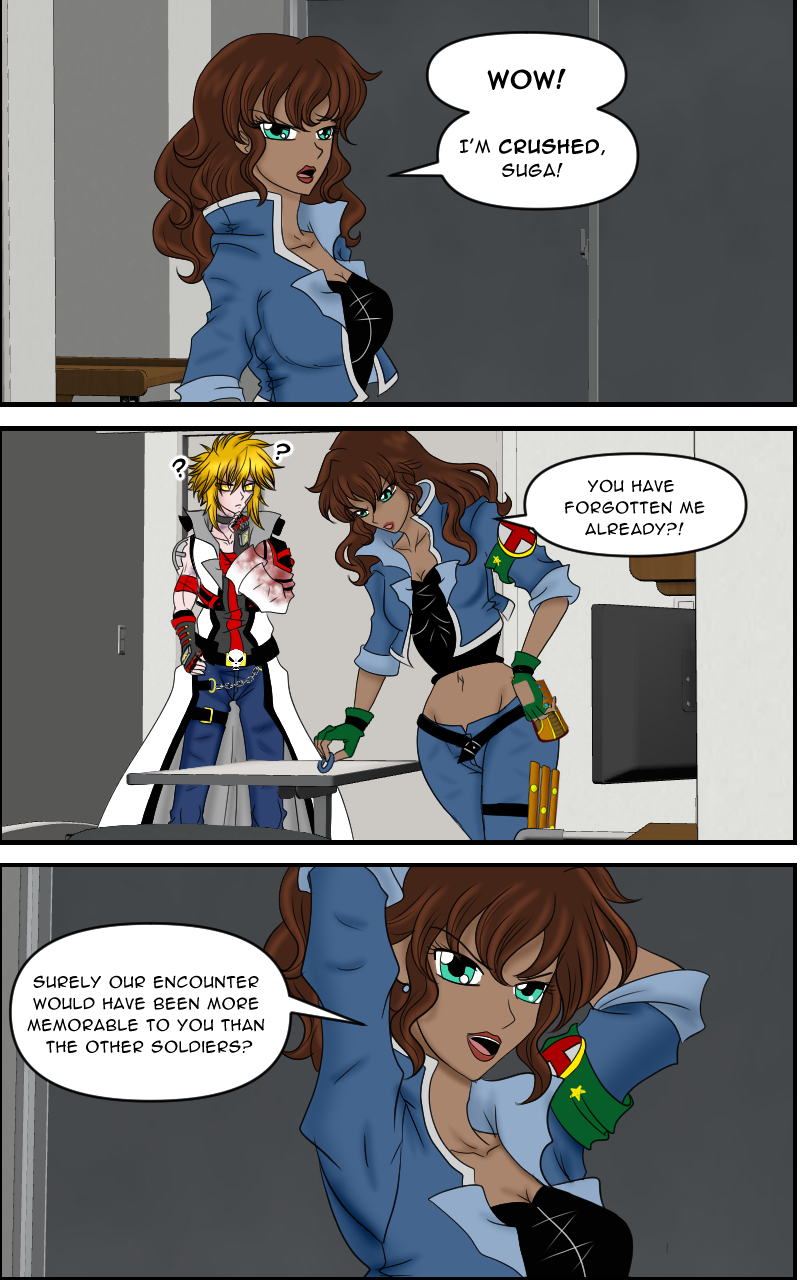 WOW!
I'M CRUSHED,
SUGA!
?
?
YOU HAVE
FORGOTTEN ME
ALREADY?!
SURELY OUR ENCOUNTER
WOULD HAVE BEEN MORE
MEMORABLE TO YOU THAN
THE OTHER SOLDIERS?